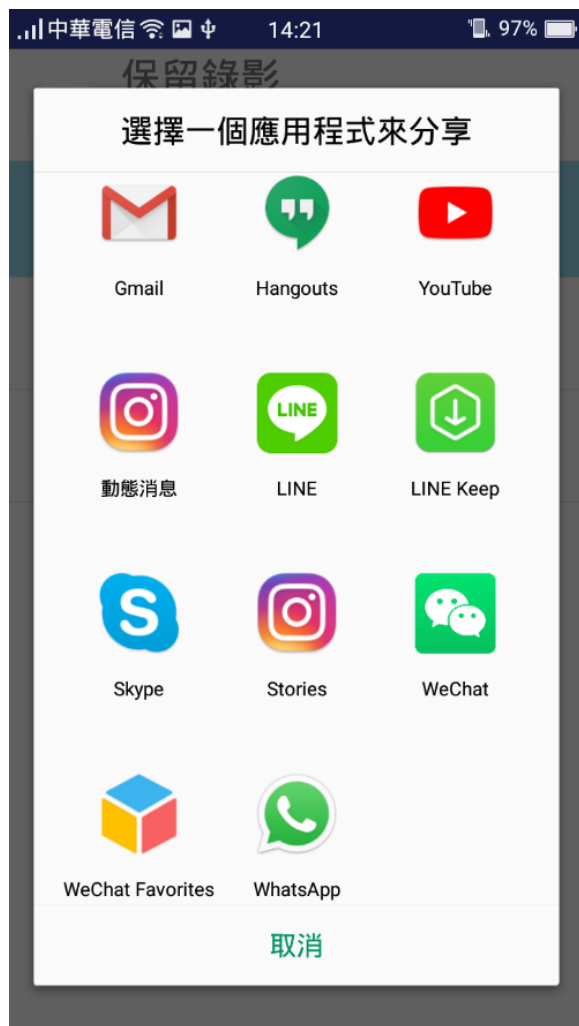 中華電信 14:21 97%
保留錄影
選擇一個應用程式來分享
Gmail Hangouts YouTube
LINE
動態消息 LINE LINE Keep
S
Skype Stories WeChat
WeChat Favorites WhatsApp
取消